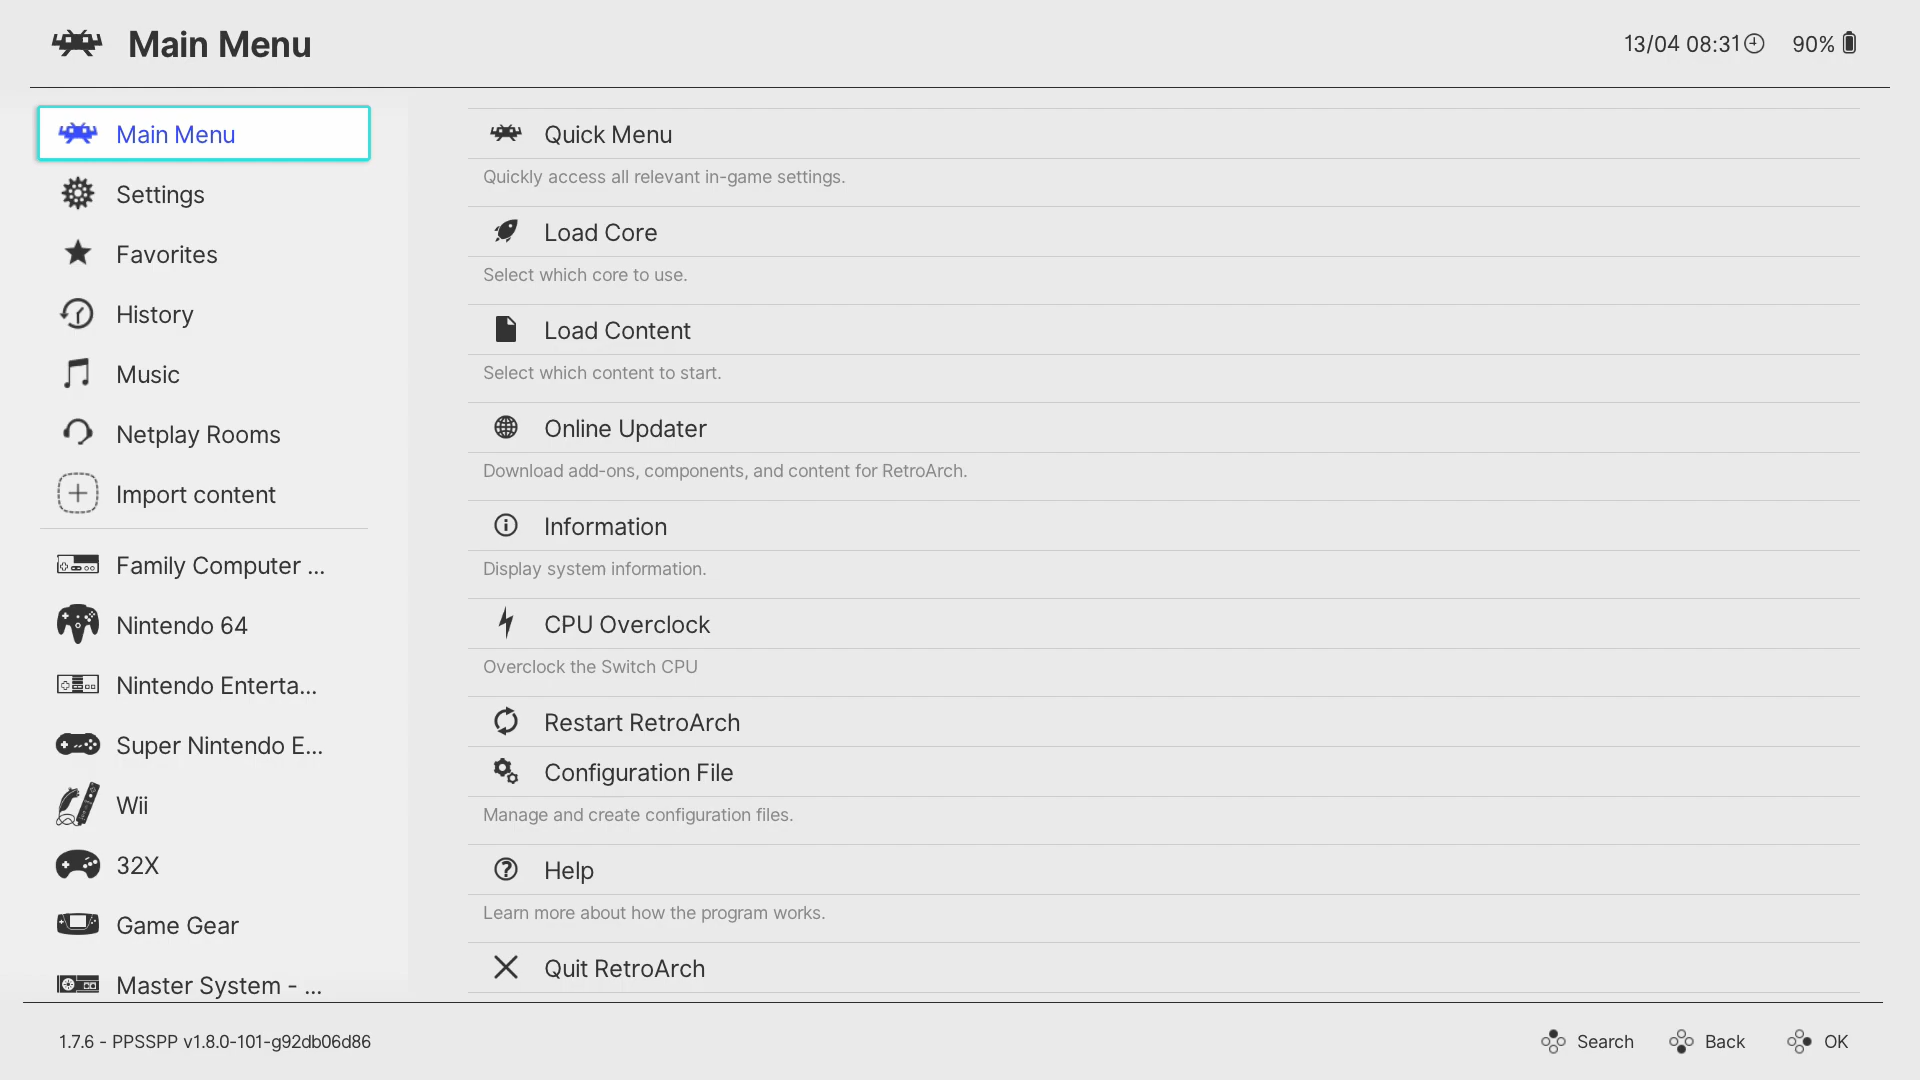 Main Menu
13/04 08:31
90%
Main Menu
Settings
Favorites
History
Music
Netplay Rooms
Import content
Family Computer ...
Nintendo 64
Nintendo Enterta...
Super Nintendo E...
Wii
32X
Game Gear
Master System - ...
Quick Menu
Quickly access all relevant in-game settings.
Load Core
Select which core to use.
Load Content
Select which content to start.
Online Updater
Download add-ons, components, and content for RetroArch.
Information
Display system information.
CPU Overclock
Overclock the Switch CPU
Restart RetroArch
Configuration File
Manage and create configuration files.
Help
Learn more about how the program works.
Quit RetroArch
1.7.6 - PPSSPP v1.8.0-101-g92db06d86
Search
Back
OK